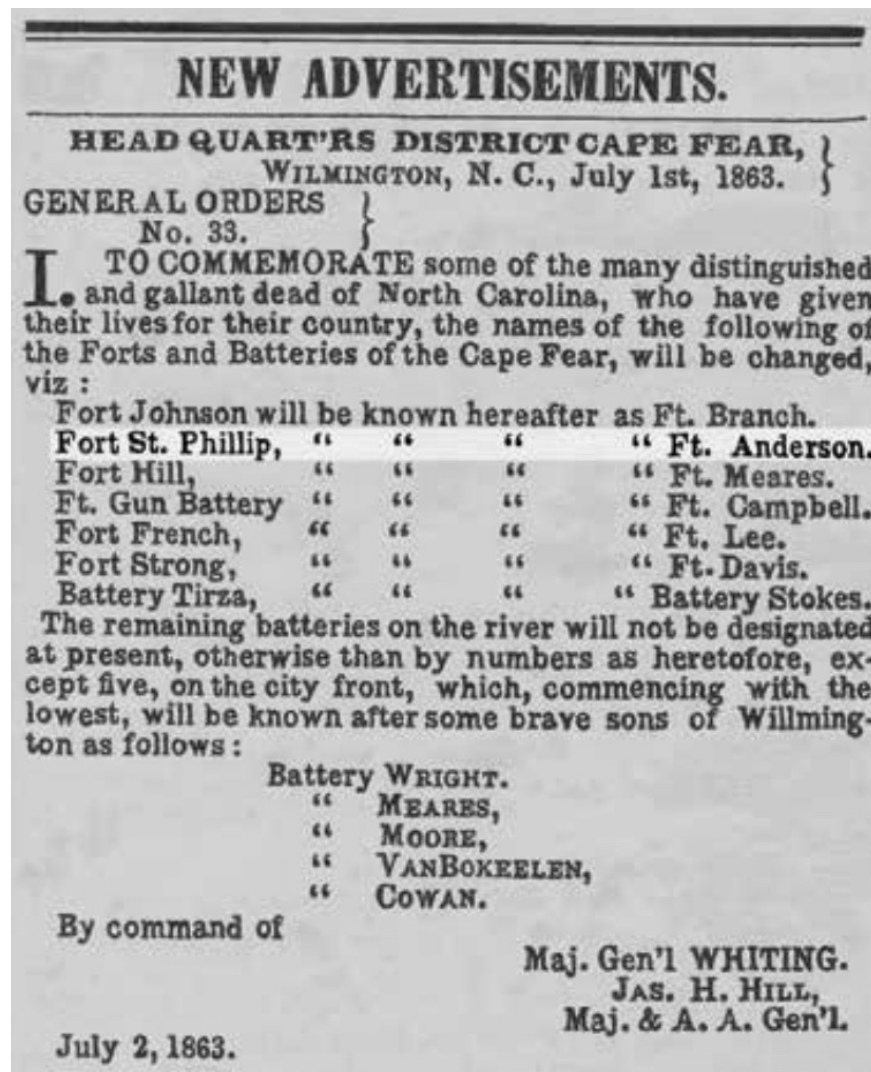 NEW ADVERTISEMENTS.
HEAD QUART'RS DISTRICT CAPE FEAR, }
WILMINGTON, N. C., July 1st, 1863. }
GENERAL ORDERS }
No. 33. }
I. TO COMMEMORATE some of the many distinguished
and gallant dead of North Carolina, who have given
their lives for their country, the names of the following of
the Forts and Batteries of the Cape Fear, will be changed,
viz :
Fort Johnson will be known hereafter as Ft. Branch.
Fort St. Phillip, " " " " Ft. Anderson.
Fort Hill, " " " " Ft. Meares.
Ft. Gun Battery " " " " Ft. Campbell.
Fort French, " " " " Ft. Lee.
Fort Strong, " " " " Ft. Davis.
Battery Tirza, " " " " Battery Stokes.
The remaining batteries on the river will not be designated
at present, otherwise than by numbers as heretofore, ex-
cept five, on the city front, which, commencing with the
lowest, will be known after some brave sons of Willming-
ton as follows :
Battery WRIGHT.
" MEARES,
" MOORE,
" VANBOKEELEN,
" COWAN.
By command of
Maj. Gen'l WHITING.
JAS. H. HILL,
Maj. & A. A. Gen'l.
July 2, 1863.